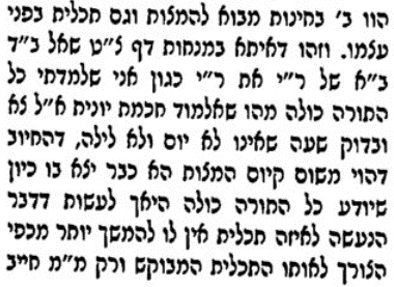 הוו ב' בחינות מבוא להמצות וגם תכלית בפני
עצמו. וזהו דאיתא במנחות דף צ"ט שאל ב"ד
ב"א של ר"י את ר"י כגון אני שלמדתי כל
התורה כולה מהו שאלמוד חכמת יונית א"ל צא
ובדוק שעה שאינו לא יום ולא לילה, דהחיוב
דהוי משום קיום המצות הא כבר יצא בו כיון
שיודע כל התורה כולה היאך לעשות דדבר
הנעשה לאיזה תכלית אין לו להמשך יותר מכפי
הצורך לאותו התכלית המבוקש ורק מ"מ חייב